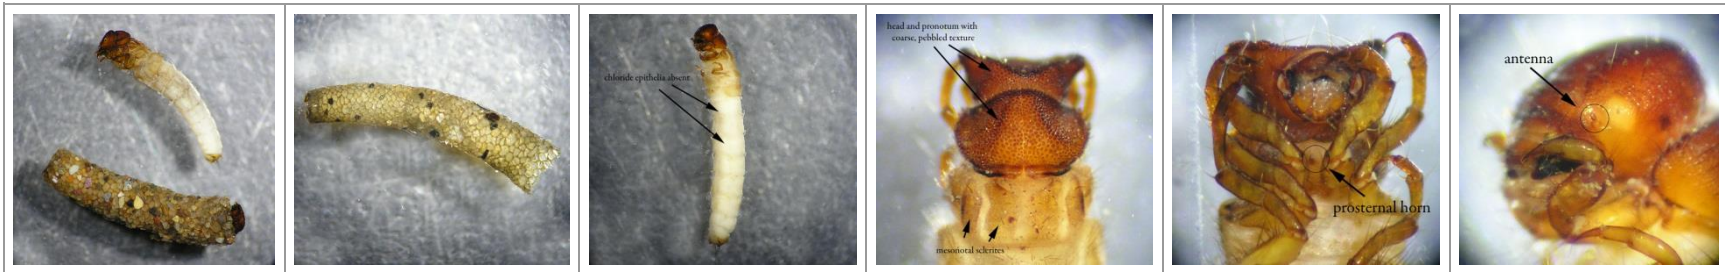 chloride epithelia absent.
head and pronotum with
coarse, pebbled texture
mesonotal sclerites
prosternal horn
antenna